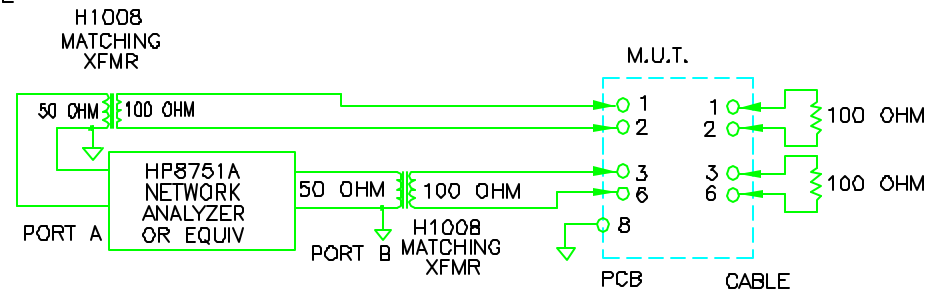 H1008
MATCHING
XFMR
M.U.T.
50 OHM
100 OHM
1
2
1
2
100 OHM
HP8751A
NETWORK
ANALYZER
OR EQUIV
50 OHM
100 OHM
3
6
3
6
100 OHM
8
PORT A
PORT B
H1008
MATCHING
XFMR
PCB
CABLE